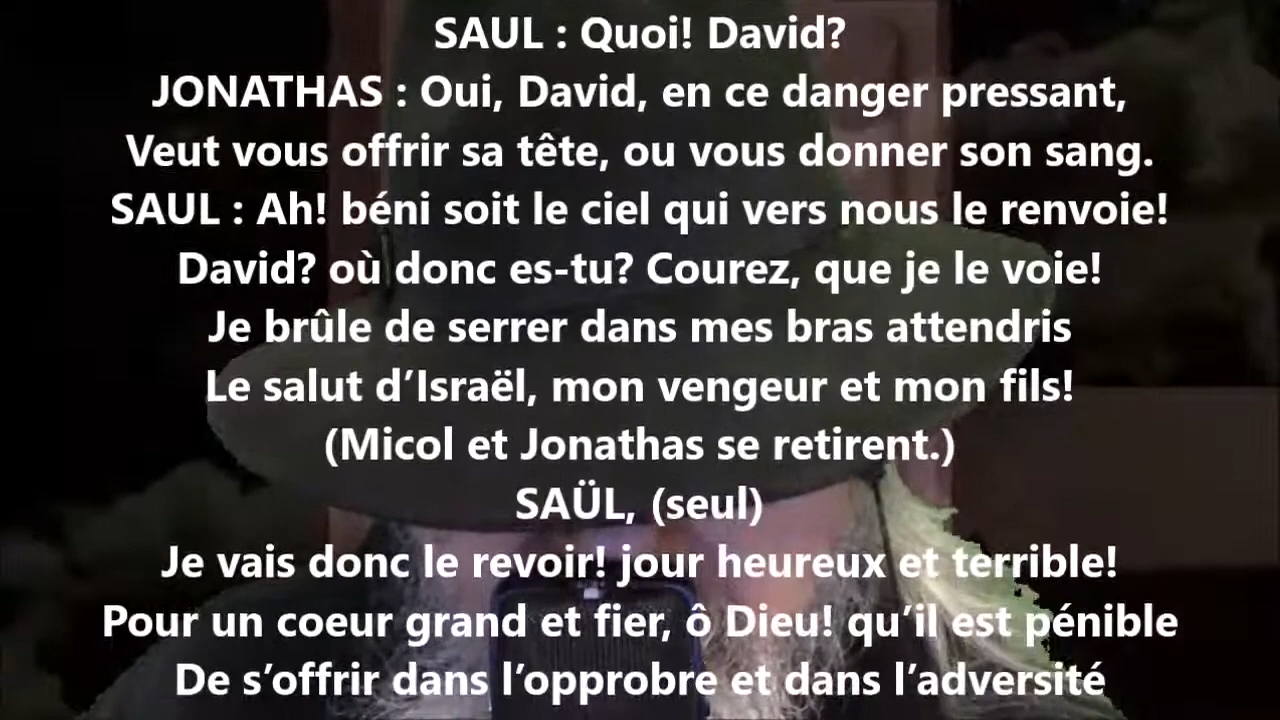 SAUL : Quoi! David?
JONATHAS : Oui, David, en ce danger pressant,
Veut vous offrir sa tête, ou vous donner son sang.
SAUL : Ah! béni soit le ciel qui vers nous le renvoie!
David? où donc es-tu? Courez, que je le voie!
Je brûle de serrer dans mes bras attendris
Le salut d’Israël, mon vengeur et mon fils!
(Micol et Jonathas se retirent.)
SAÜL, (seul)
Je vais donc le revoir! jour heureux et terrible!
Pour un coeur grand et fier, ô Dieu! qu’il est pénible
De s’offrir dans l’opprobre et dans l’adversité